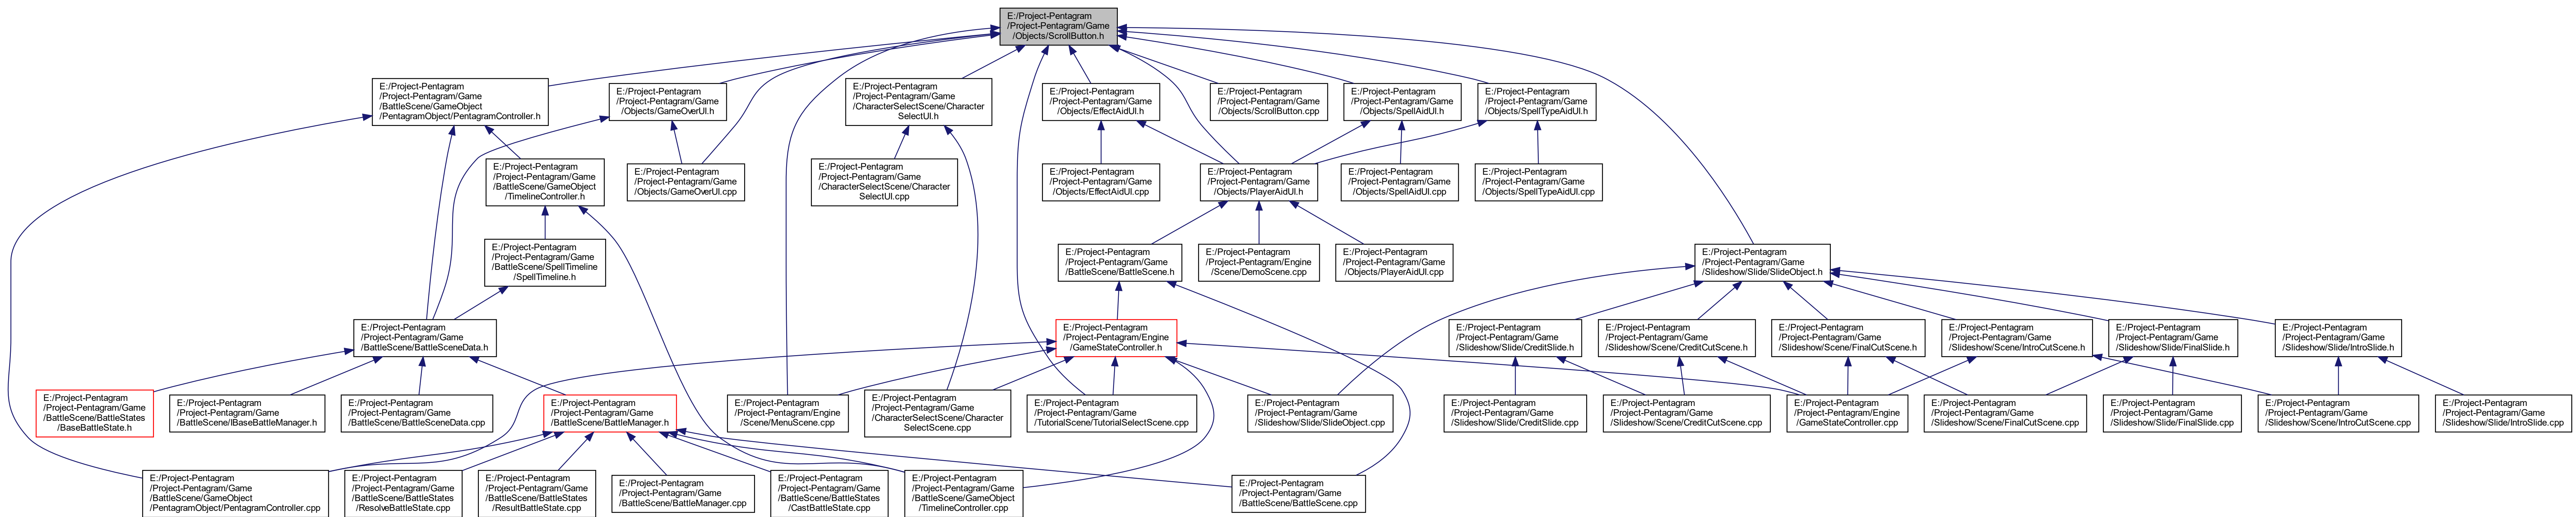 E:/Project-Pentagram
/Project-Pentagram/Game
/Objects/ScrollButton.h
E:/Project-Pentagram
/Project-Pentagram/Game
/BattleScene/GameObject
/PentagramObject/PentagramController.h
E:/Project-Pentagram
/Project-Pentagram/Game
/Objects/GameOverUI.h
E:/Project-Pentagram
/Project-Pentagram/Game
/CharacterSelectScene/Character
SelectUI.h
E:/Project-Pentagram
/Project-Pentagram/Game
/Objects/EffectAidUI.h
E:/Project-Pentagram
/Project-Pentagram/Game
/Objects/ScrollButton.cpp
E:/Project-Pentagram
/Project-Pentagram/Game
/Objects/SpellAidUI.h
E:/Project-Pentagram
/Project-Pentagram/Game
/Objects/SpellTypeAidUI.h
E:/Project-Pentagram
/Project-Pentagram/Game
/BattleScene/GameObject
/TimelineController.h
E:/Project-Pentagram
/Project-Pentagram/Game
/Objects/GameOverUI.cpp
E:/Project-Pentagram
/Project-Pentagram/Game
/CharacterSelectScene/Character
SelectUI.cpp
E:/Project-Pentagram
/Project-Pentagram/Game
/Objects/EffectAidUI.cpp
E:/Project-Pentagram
/Project-Pentagram/Game
/Objects/PlayerAidUI.h
E:/Project-Pentagram
/Project-Pentagram/Game
/Objects/SpellAidUI.cpp
E:/Project-Pentagram
/Project-Pentagram/Game
/Objects/SpellTypeAidUI.cpp
E:/Project-Pentagram
/Project-Pentagram/Game
/BattleScene/SpellTimeline
/SpellTimeline.h
E:/Project-Pentagram
/Project-Pentagram/Game
/BattleScene/BattleScene.h
E:/Project-Pentagram
/Project-Pentagram/Engine
/Scene/DemoScene.cpp
E:/Project-Pentagram
/Project-Pentagram/Game
/Objects/PlayerAidUI.cpp
E:/Project-Pentagram
/Project-Pentagram/Game
/Slideshow/Slide/SlideObject.h
E:/Project-Pentagram
/Project-Pentagram/Game
/BattleScene/BattleSceneData.h
E:/Project-Pentagram
/Project-Pentagram/Engine
/GameStateController.h
E:/Project-Pentagram
/Project-Pentagram/Game
/Slideshow/Slide/CreditSlide.h
E:/Project-Pentagram
/Project-Pentagram/Game
/Slideshow/Scene/CreditCutScene.h
E:/Project-Pentagram
/Project-Pentagram/Game
/Slideshow/Scene/FinalCutScene.h
E:/Project-Pentagram
/Project-Pentagram/Game
/Slideshow/Scene/IntroCutScene.h
E:/Project-Pentagram
/Project-Pentagram/Game
/Slideshow/Slide/FinalSlide.h
E:/Project-Pentagram
/Project-Pentagram/Game
/Slideshow/Slide/IntroSlide.h
E:/Project-Pentagram
/Project-Pentagram/Game
/BattleScene/BattleStates
/BaseBattleState.h
E:/Project-Pentagram
/Project-Pentagram/Game
/BattleScene/IBaseBattleManager.h
E:/Project-Pentagram
/Project-Pentagram/Game
/BattleScene/BattleSceneData.cpp
E:/Project-Pentagram
/Project-Pentagram/Game
/BattleScene/BattleManager.h
E:/Project-Pentagram
/Project-Pentagram/Engine
/Scene/MenuScene.cpp
E:/Project-Pentagram
/Project-Pentagram/Game
/CharacterSelectScene/Character
SelectScene.cpp
E:/Project-Pentagram
/Project-Pentagram/Game
/TutorialScene/TutorialSelectScene.cpp
E:/Project-Pentagram
/Project-Pentagram/Game
/Slideshow/Slide/SlideObject.cpp
E:/Project-Pentagram
/Project-Pentagram/Game
/Slideshow/Slide/CreditSlide.cpp
E:/Project-Pentagram
/Project-Pentagram/Game
/Slideshow/Scene/CreditCutScene.cpp
E:/Project-Pentagram
/Project-Pentagram/Engine
/GameStateController.cpp
E:/Project-Pentagram
/Project-Pentagram/Game
/Slideshow/Scene/FinalCutScene.cpp
E:/Project-Pentagram
/Project-Pentagram/Game
/Slideshow/Slide/FinalSlide.cpp
E:/Project-Pentagram
/Project-Pentagram/Game
/Slideshow/Scene/IntroCutScene.cpp
E:/Project-Pentagram
/Project-Pentagram/Game
/Slideshow/Slide/IntroSlide.cpp
E:/Project-Pentagram
/Project-Pentagram/Game
/BattleScene/GameObject
/PentagramObject/PentagramController.cpp
E:/Project-Pentagram
/Project-Pentagram/Game
/BattleScene/BattleStates
/ResolveBattleState.cpp
E:/Project-Pentagram
/Project-Pentagram/Game
/BattleScene/BattleStates
/ResultBattleState.cpp
E:/Project-Pentagram
/Project-Pentagram/Game
/BattleScene/BattleManager.cpp
E:/Project-Pentagram
/Project-Pentagram/Game
/BattleScene/BattleStates
/CastBattleState.cpp
E:/Project-Pentagram
/Project-Pentagram/Game
/BattleScene/GameObject
/TimelineController.cpp
E:/Project-Pentagram
/Project-Pentagram/Game
/BattleScene/BattleScene.cpp